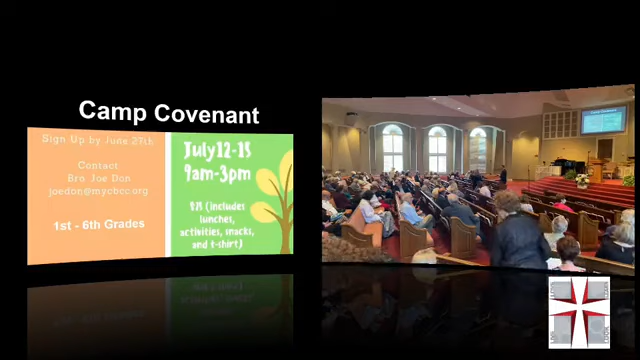 Camp Covenant
Sign Up by June 27th
Contact
Bro. Joe Don
joedon@mycbcc.org
1st - 6th Grades
July 12-15
9am-3pm
$25 (includes
lunches,
activities, snacks,
and t-shirt)